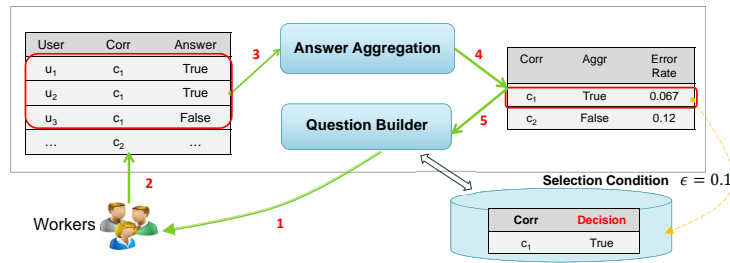 User Corr Answer
u1 c1 True
u2 c1 True
u3 c1 False
... c2 ...
3
Answer Aggregation
4
Corr Aggr Error Rate
c1 True 0.067
c2 False 0.12
Question Builder
5
2
1
Workers
Selection Condition ϵ = 0.1
Corr Decision
c1 True